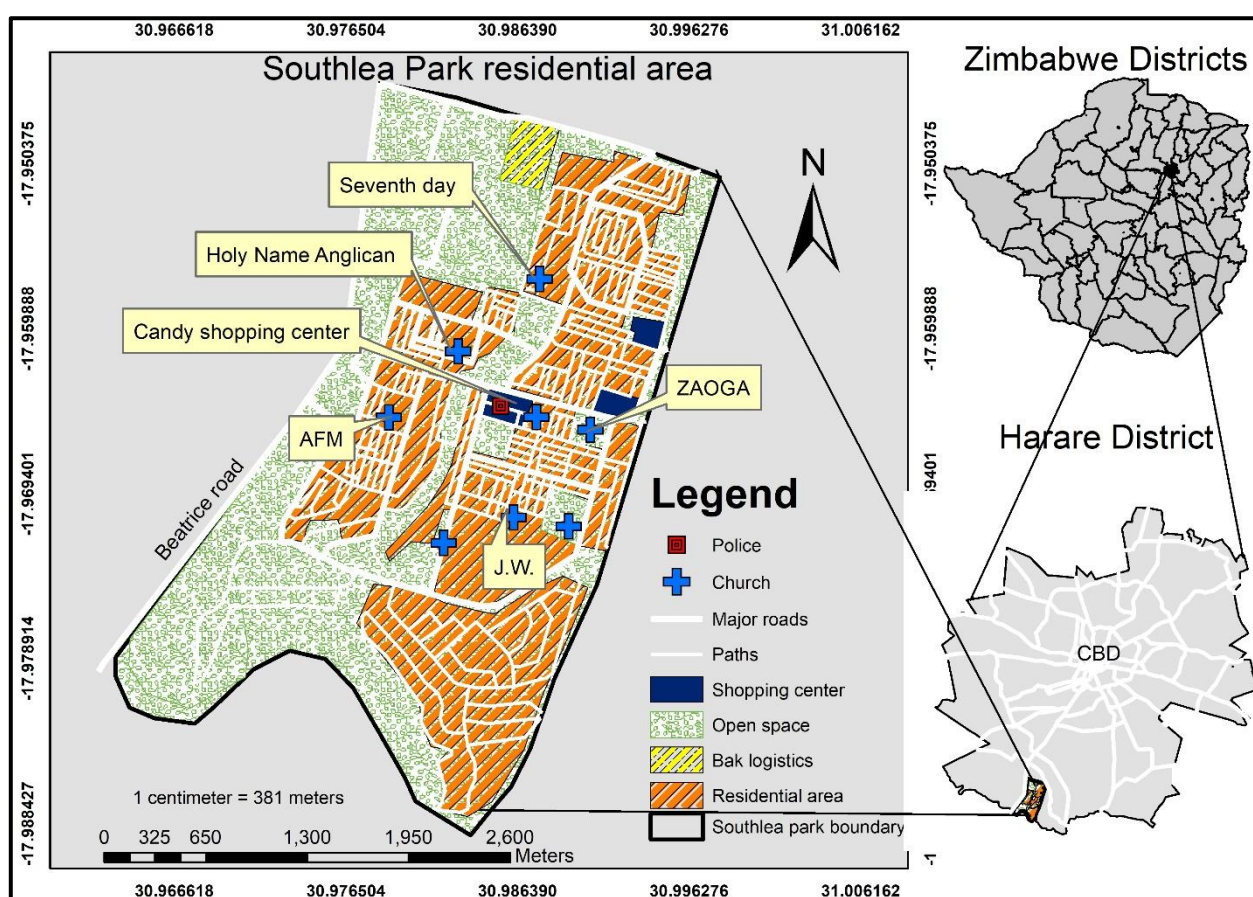 30.966618 30.976504 30.986390 30.996276 31.006162
Southlea Park residential area
Zimbabwe Districts
-17.950375
-17.950375
N
Seventh day
Holy Name Anglican
Candy shopping center
-17.959888
-17.959888
ZAOGA
AFM
Harare District
-17.969401
9401
Beatrice road
Legend
Police
J.W.
Church
Major roads
Paths
CBD
-17.978914
Shopping center
Open space
Bak logistics
1 centimeter = 381 meters
Residential area
-17.988427
Southlea park boundary
0 325 650 1,300 1,950 2,600
Meters
-1
30.966618 30.976504 30.986390 30.996276 31.006162